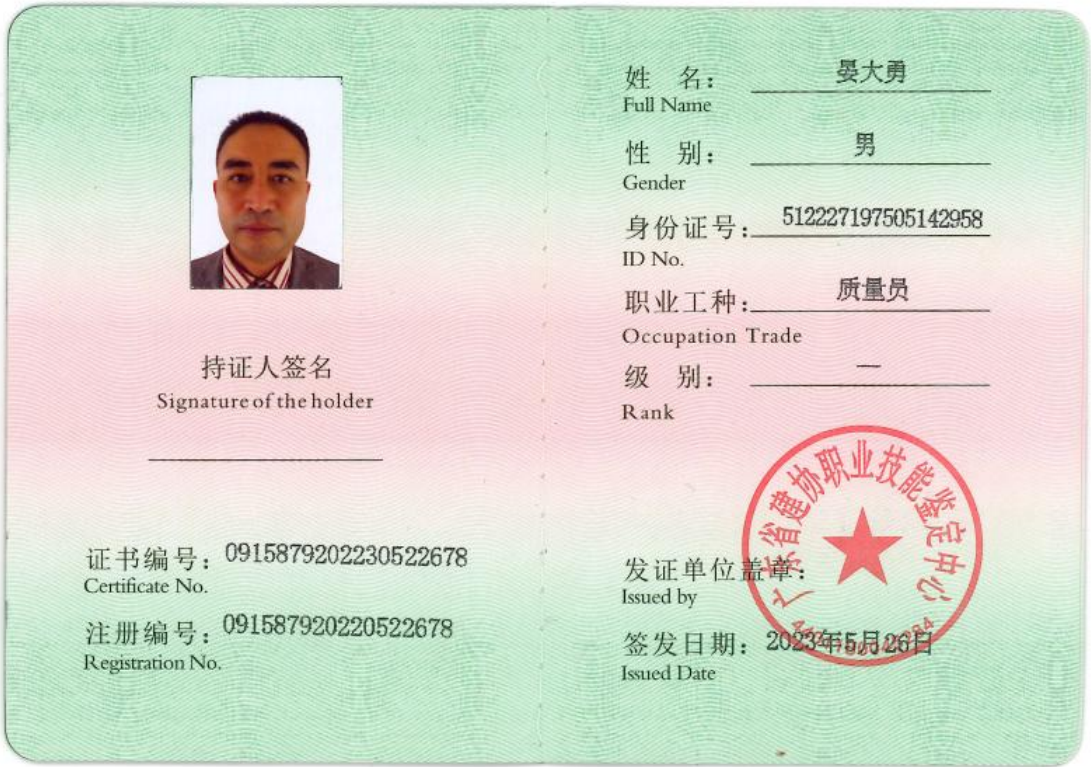 持证人签名
Signature of the holder
证书编号：0915879202230522678
Certificate No.
注册编号：091587920220522678
Registration No.
姓 名： 晏大勇
Full Name
性 别： 男
Gender
身份证号： 512227197505142958
ID No.
职业工种： 质量员
Occupation Trade
级 别： 一
Rank
广东省建协职业技能鉴定中心
发证单位盖章：
Issued by
签发日期： 2023年5月26日
Issued Date